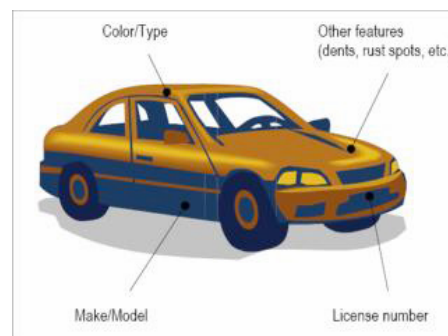 Color/Type
Other features
(dents, rust spots, etc.
Make/Model
License number